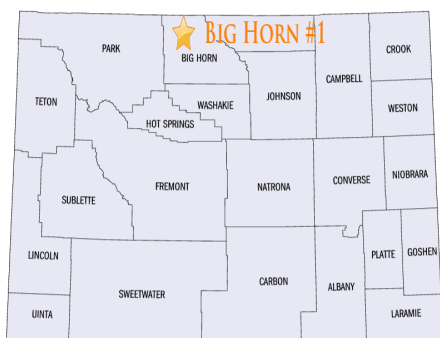 BIG HORN #1
PARK
BIG HORN
CROOK
CAMPBELL
JOHNSON
TETON
WASHAKIE
WESTON
HOT SPRINGS
FREMONT
NATRONA
CONVERSE
NIOBRARA
SUBLETTE
LINCOLN
PLATTE
GOSHEN
SWEETWATER
CARBON
ALBANY
UINTA
LARAMIE